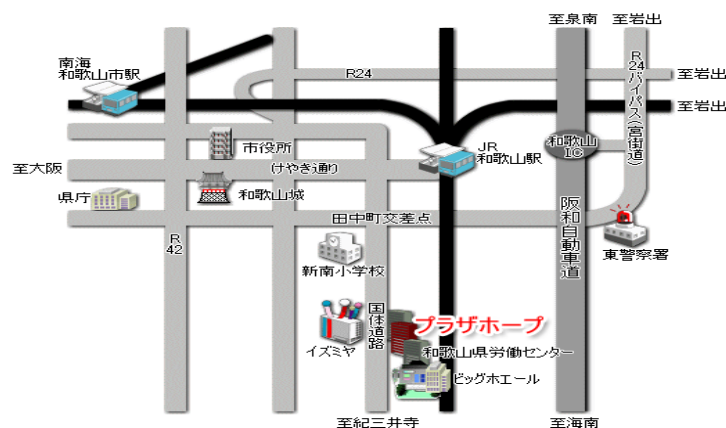 至泉南
至岩出
南海
和歌山市駅
R24
至岩出
R24バイパス(宮街道)
至岩出
市役所
JR
和歌山駅
和歌山
IC
至大阪
(けやき通り)
県庁
和歌山城
田中町交差点
阪和自動車道
R
42
東警察署
新南小学校
国体道路
プラザホープ
イズミヤ
和歌山県労働センター
ビッグホエール
至紀三井寺
至海南